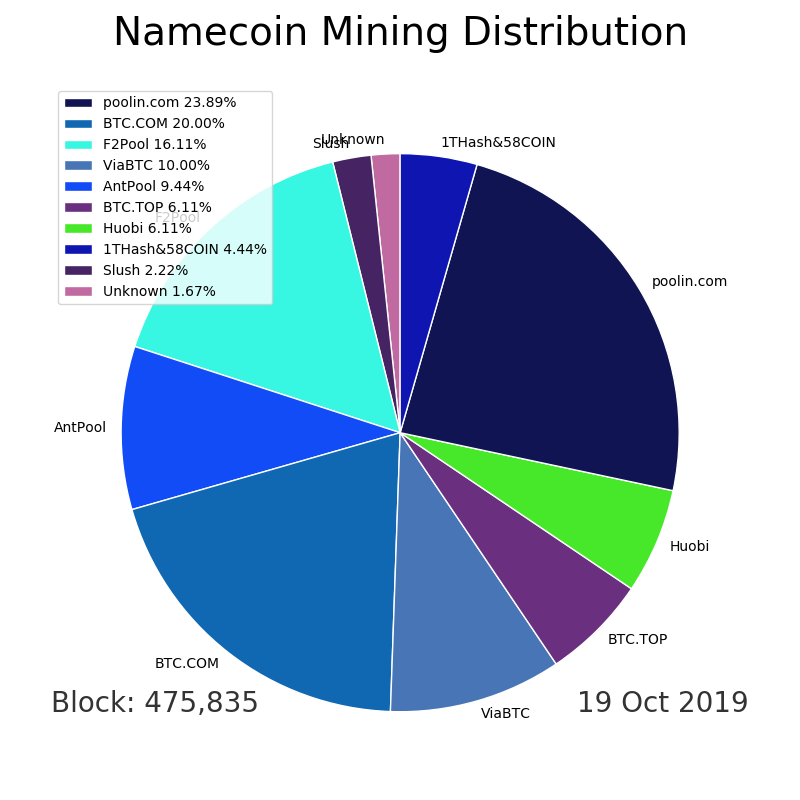 Namecoin Mining Distribution
poolin.com 23.89%
BTC.COM 20.00%
F2Pool 16.11%
ViaBTC 10.00%
AntPool 9.44%
BTC.TOP 6.11%
Huobi 6.11%
1THash&58COIN 4.44%
Slush 2.22%
Unknown 1.67%
Unknown
Slush
1THash&58COIN
F2Pool
poolin.com
AntPool
Huobi
BTC.TOP
BTC.COM
ViaBTC
Block: 475,835
19 Oct 2019